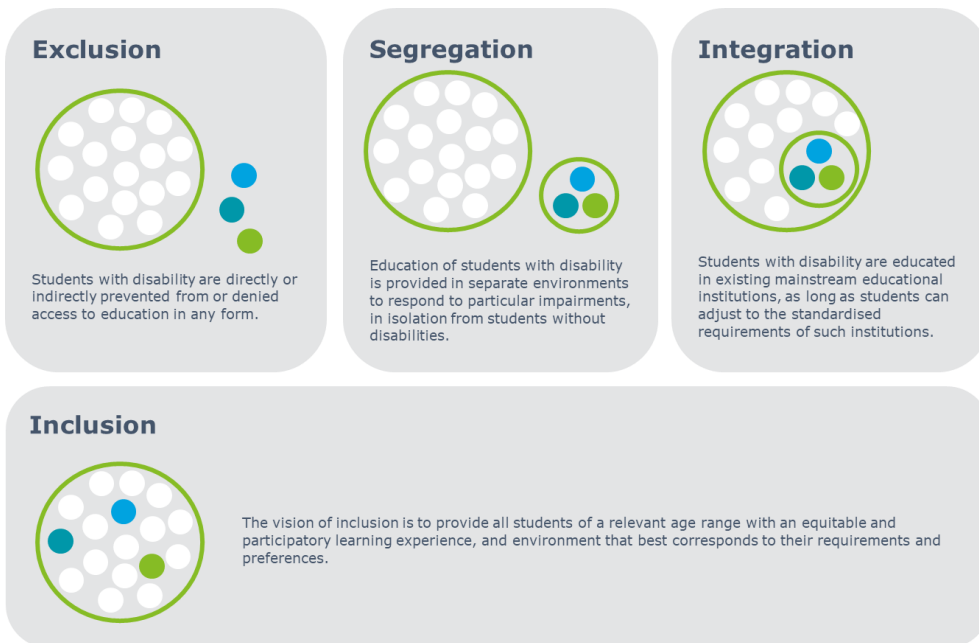 Exclusion
Students with disability are directly or
indirectly prevented from or denied
access to education in any form.
Segregation
Education of students with disability
is provided in separate environments
to respond to particular impairments,
in isolation from students without
disabilities.
Integration
Students with disability are educated
in existing mainstream educational
institutions, as long as students can
adjust to the standardised
requirements of such institutions.
Inclusion
The vision of inclusion is to provide all students of a relevant age range with an equitable and
participatory learning experience, and environment that best corresponds to their requirements and
preferences.